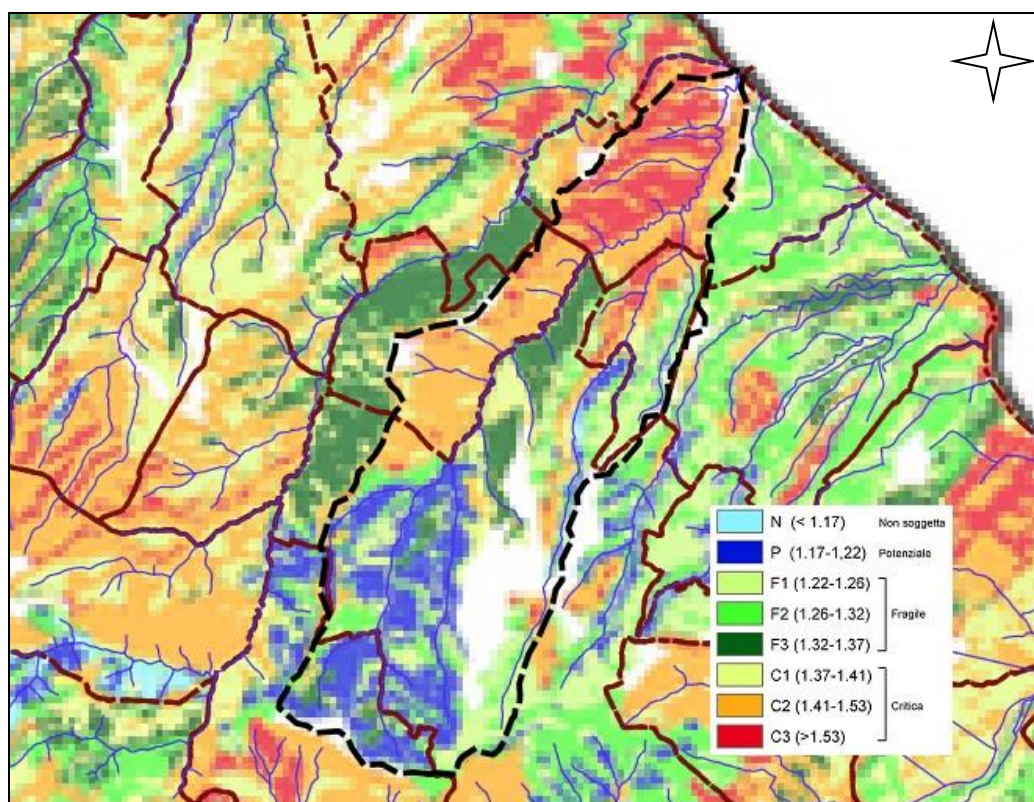 N (< 1.17) Non soggetta
P (1.17-1,22) Potenziale
F1 (1.22-1.26)
F2 (1.26-1.32) Fragile
F3 (1.32-1.37)
C1 (1.37-1.41)
C2 (1.41-1.53) Critica
C3 (>1.53)